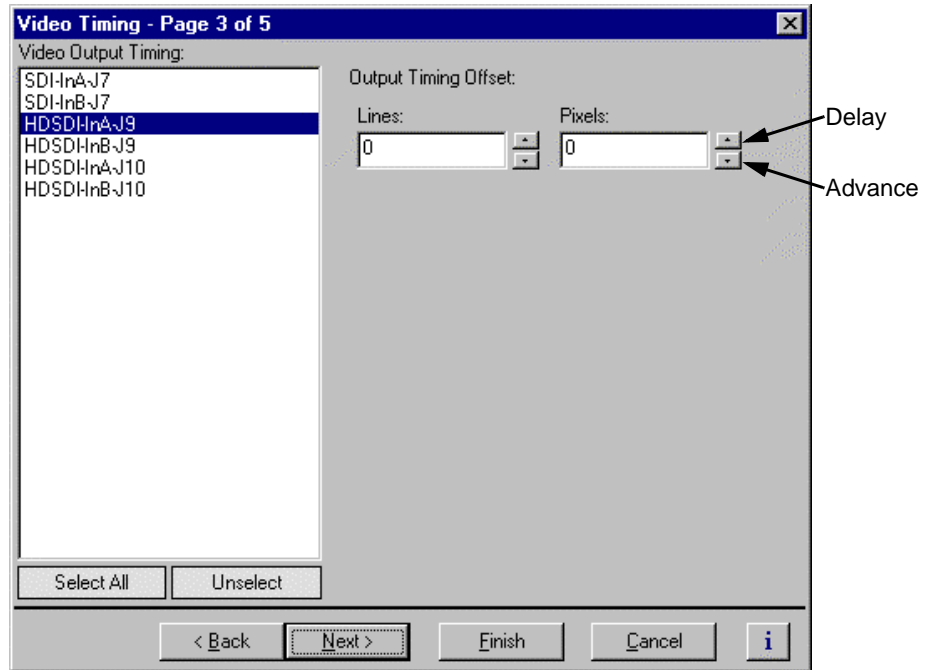 Video Timing - Page 3 of 5
Video Output Timing:
SDI-InA-J7
SDI-InB-J7
HDSDI-InA-J9
HDSDI-InB-J9
HDSDI-InA-J10
HDSDI-InB-J10
Output Timing Offset:
Lines:
0
Pixels:
0
Delay
Advance
Select All
Unselect
< Back
Next >
Finish
Cancel
i